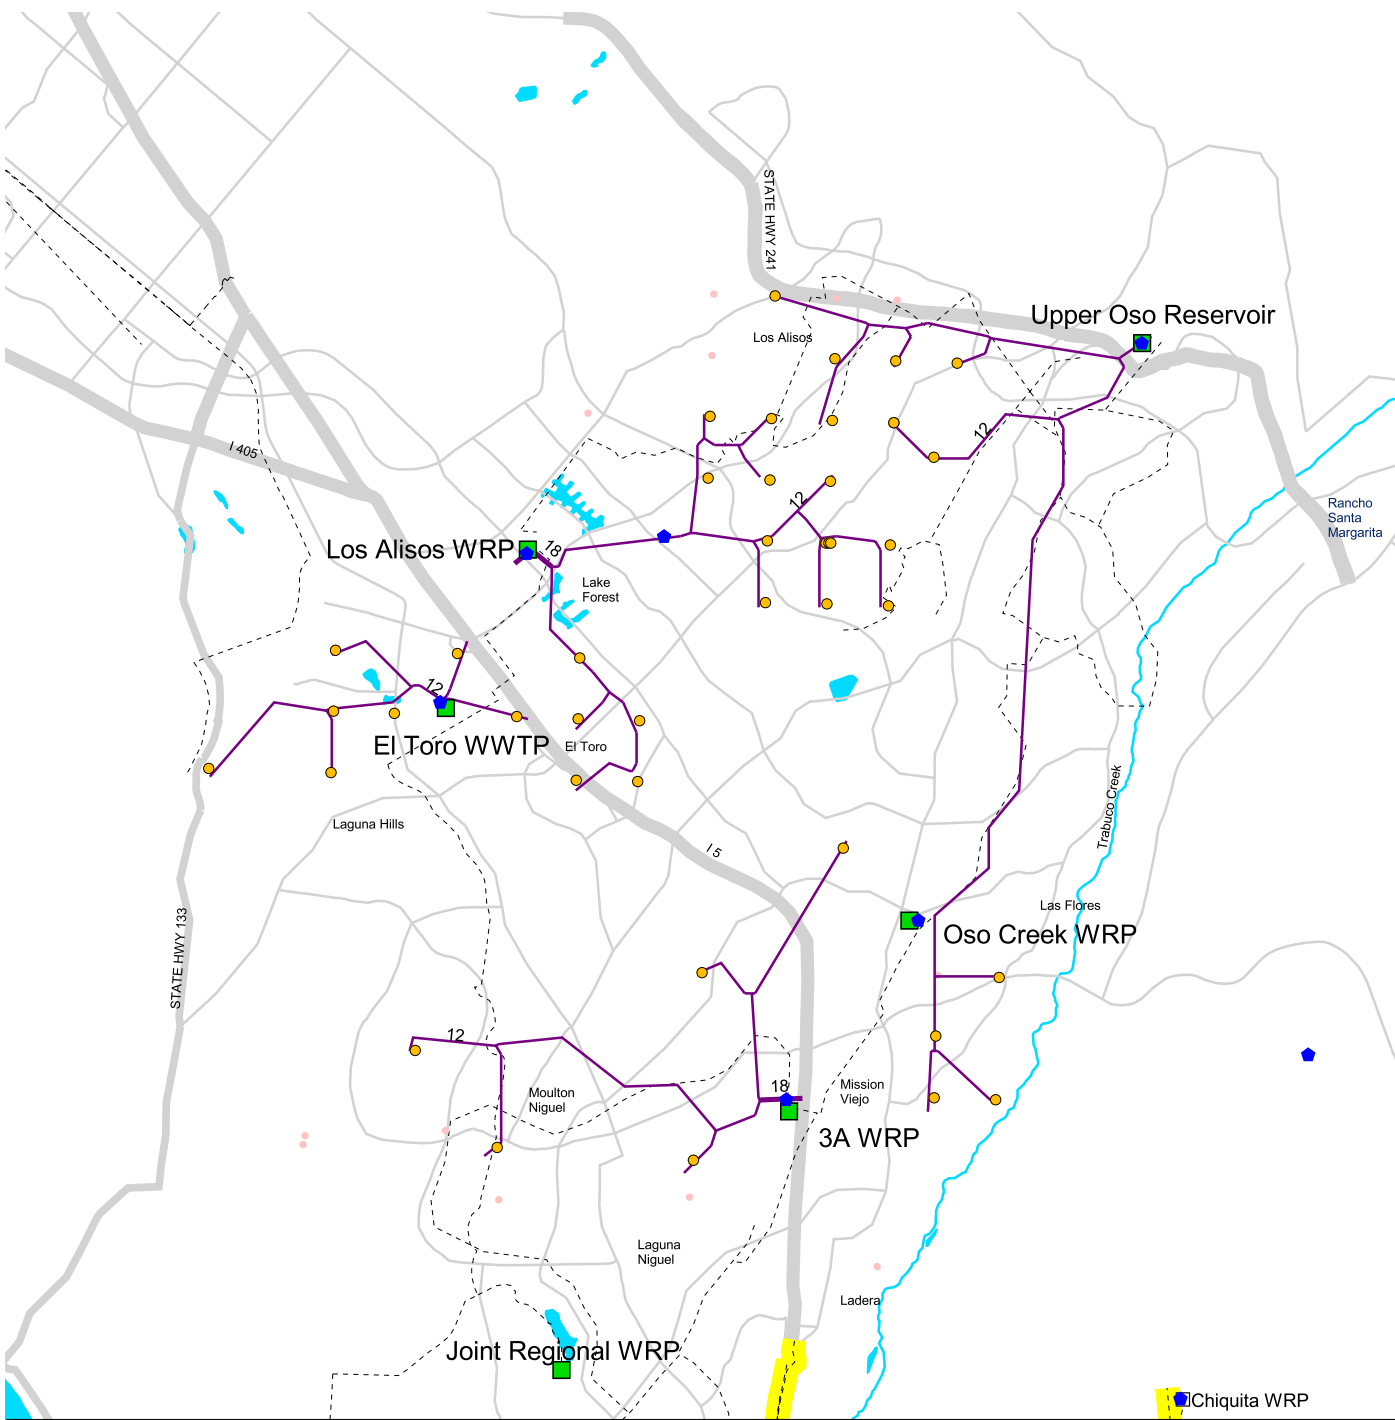 STATE HWY 241
Upper Oso Reservoir
Los Alisos
12
I 405
12
Rancho
Santa
Margarita
Los Alisos WRP
18
Lake
Forest
12
El Toro WWTP
El Toro
Trabuco Creek
Laguna Hills
I 5
Las Flores
Oso Creek WRP
STATE HWY 133
12
Moulton
Niguel
18
Mission
Viejo
3A WRP
Laguna
Niguel
Ladera
Joint Regional WRP
Chiquita WRP